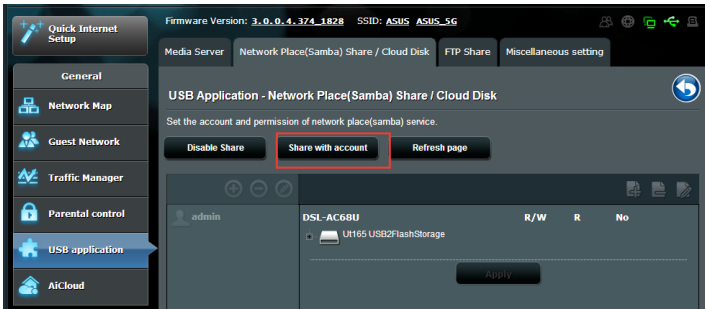 Quick Internet
Setup
Firmware Version: 3.0.0.4.374_1828 SSID: ASUS ASUS_5G
Media Server
Network Place(Samba) Share / Cloud Disk
FTP Share
Miscellaneous setting
General
Network Map
Guest Network
Traffic Manager
Parental control
USB application
AiCloud
USB Application - Network Place(Samba) Share / Cloud Disk
Set the account and permission of network place(samba) service.
Disable Share
Share with account
Refresh page
admin
DSL-AC68U R/W R No
Ut165 USB2FlashStorage
Apply